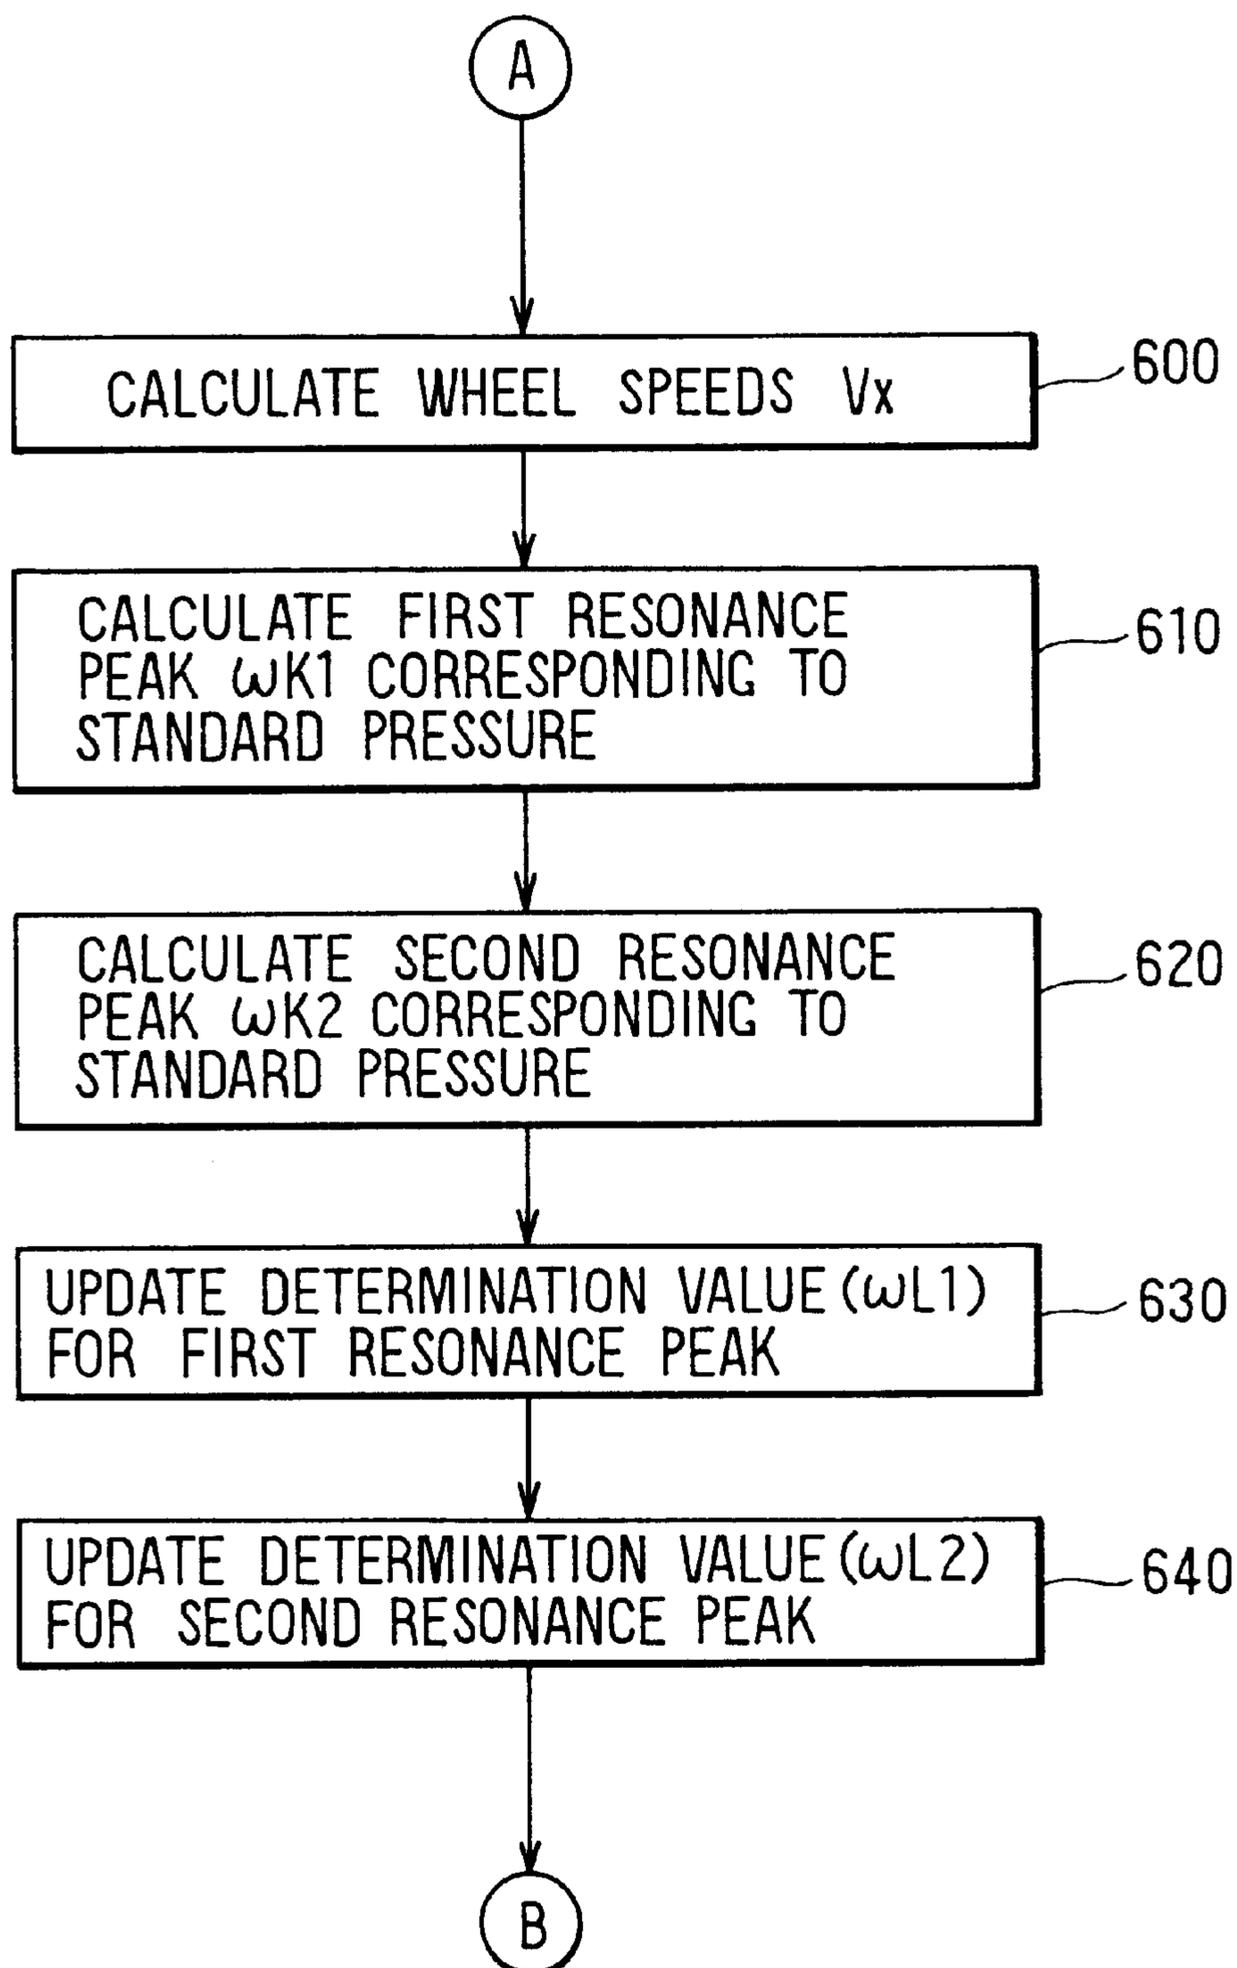 A
CALCULATE WHEEL SPEEDS Vx
600
CALCULATE FIRST RESONANCE
PEAK ωK1 CORRESPONDING TO
STANDARD PRESSURE
610
CALCULATE SECOND RESONANCE
PEAK ωK2 CORRESPONDING TO
STANDARD PRESSURE
620
UPDATE DETERMINATION VALUE (ωL1)
FOR FIRST RESONANCE PEAK
630
UPDATE DETERMINATION VALUE (ωL2)
FOR SECOND RESONANCE PEAK
640
B